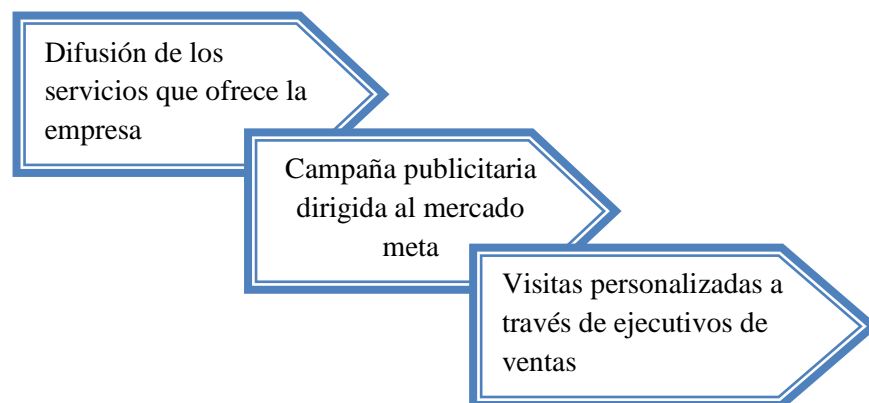 Difusión de los
servicios que ofrece la
empresa
Campaña publicitaria
dirigida al mercado
meta
Visitas personalizadas a
través de ejecutivos de
ventas